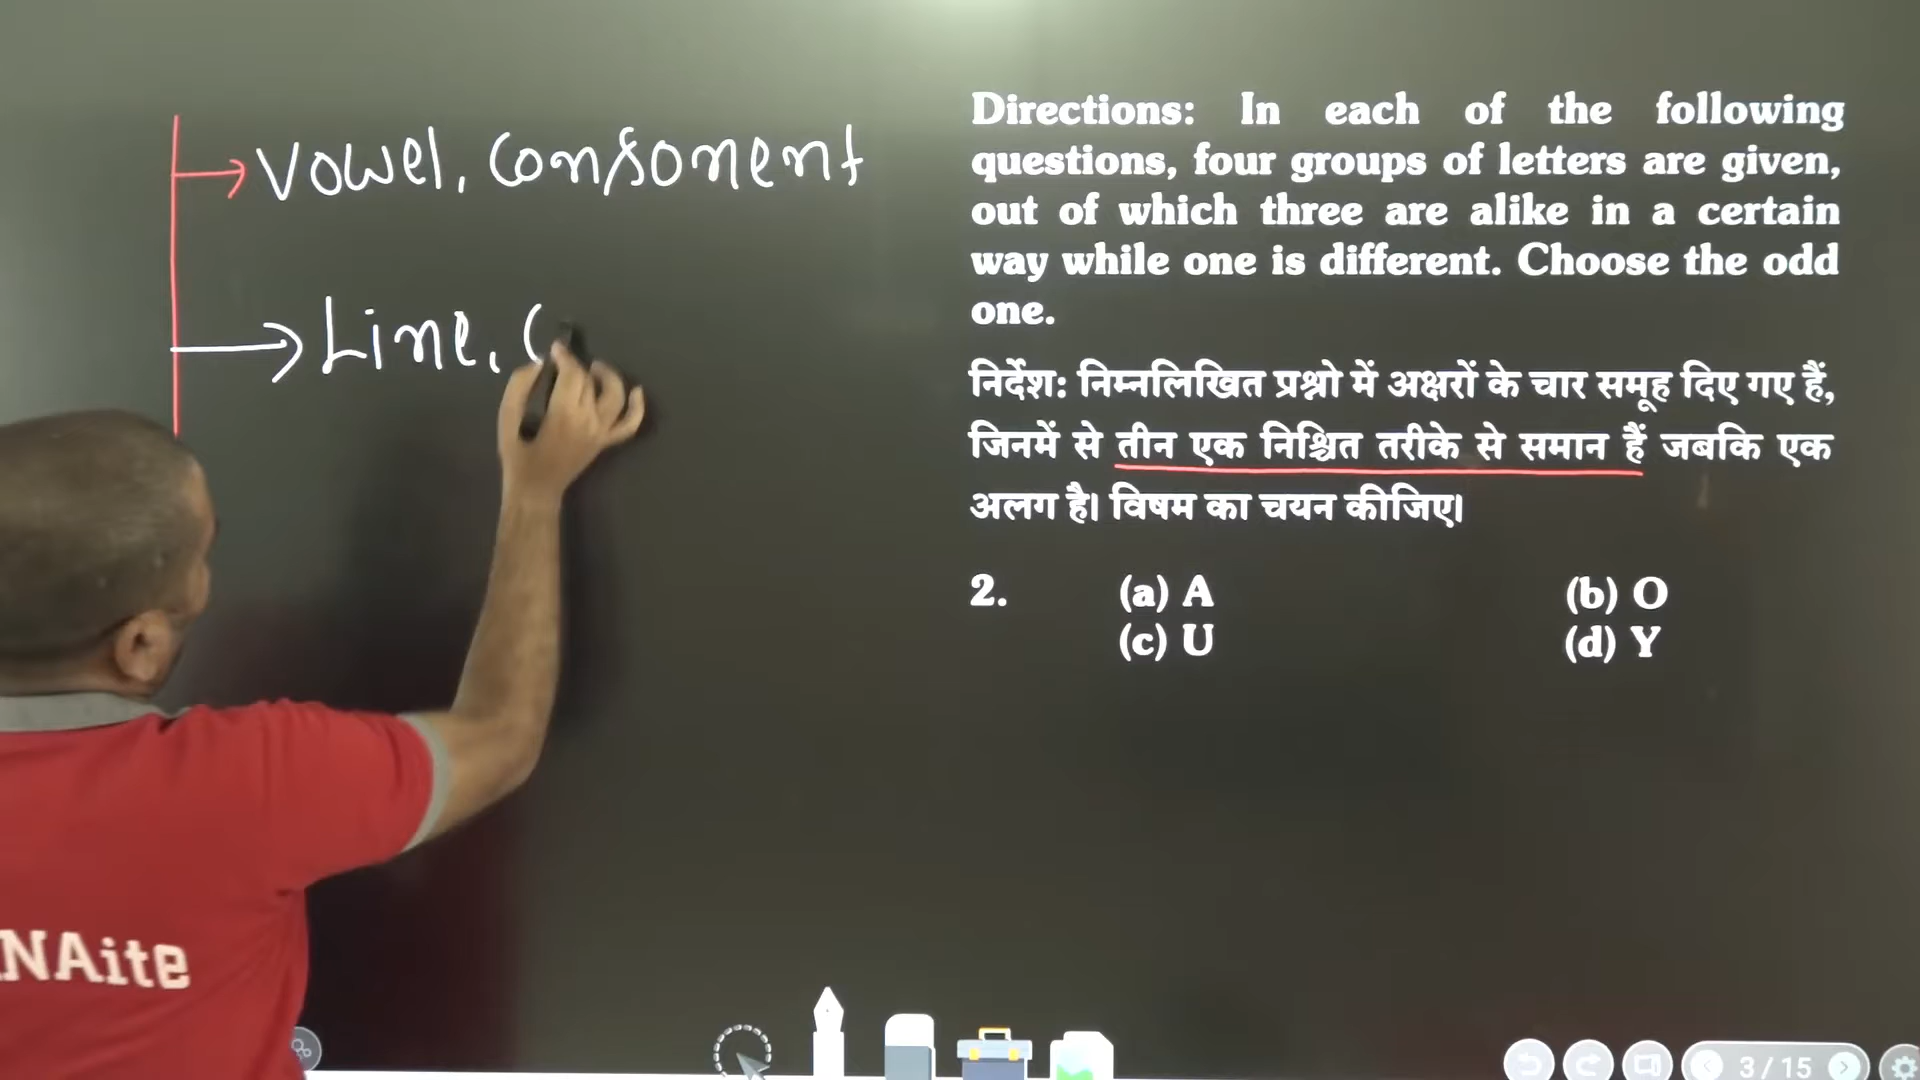 Vowel, Consonent
Line, C
Directions: In each of the following
questions, four groups of letters are given,
out of which three are alike in a certain
way while one is different. Choose the odd
one.
निर्देश: निम्नलिखित प्रश्नो में अक्षरों के चार समूह दिए गए हैं,
जिनमें से तीन एक निश्चित तरीके से समान हैं जबकि एक
अलग है। विषम का चयन कीजिए।
2. (a) A (b) O
(c) U (d) Y
NAite
3 / 15